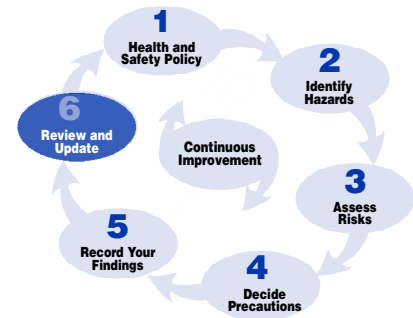 1
Health and
Safety Policy
2
Identify
Hazards
3
Assess
Risks
4
Decide
Precautions
5
Record Your
Findings
6
Review and
Update
Continuous
Improvement